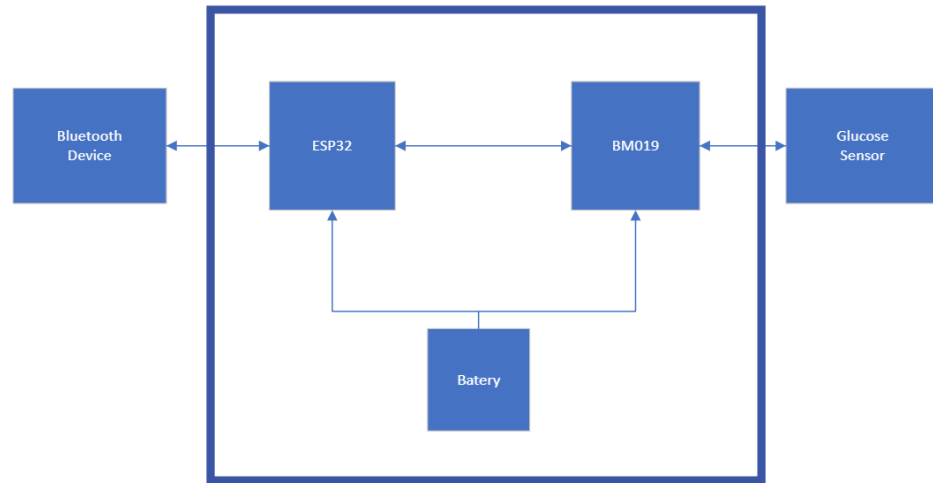 Bluetooth
Device
ESP32
BM019
Glucose
Sensor
Batery